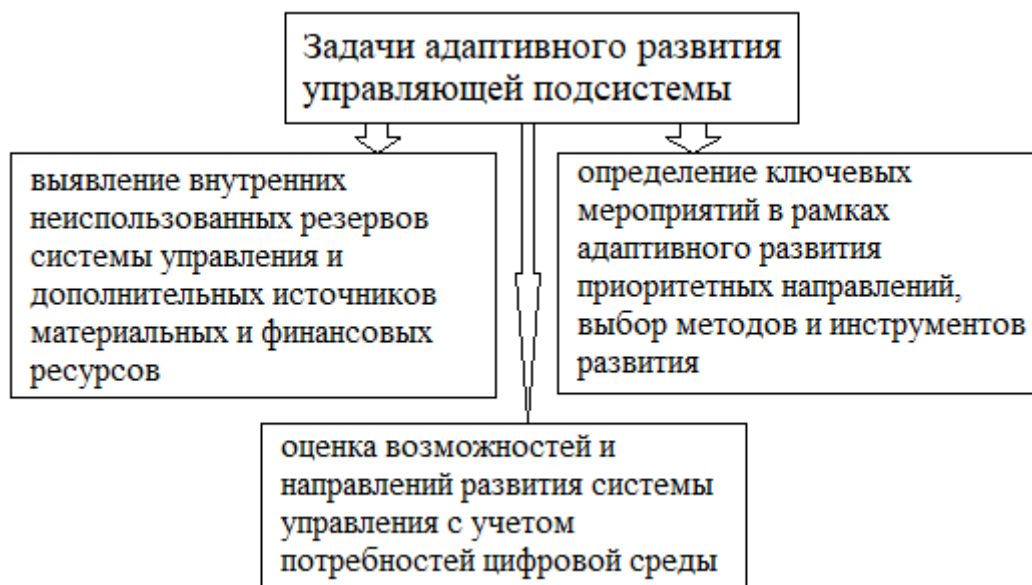 Задачи адаптивного развития
управляющей подсистемы
выявление внутренних
неиспользованных резервов
системы управления и
дополнительных источников
материальных и финансовых
ресурсов
определение ключевых
мероприятий в рамках
адаптивного развития
приоритетных направлений,
выбор методов и инструментов
развития
оценка возможностей и
направлений развития системы
управления с учетом
потребностей цифровой среды